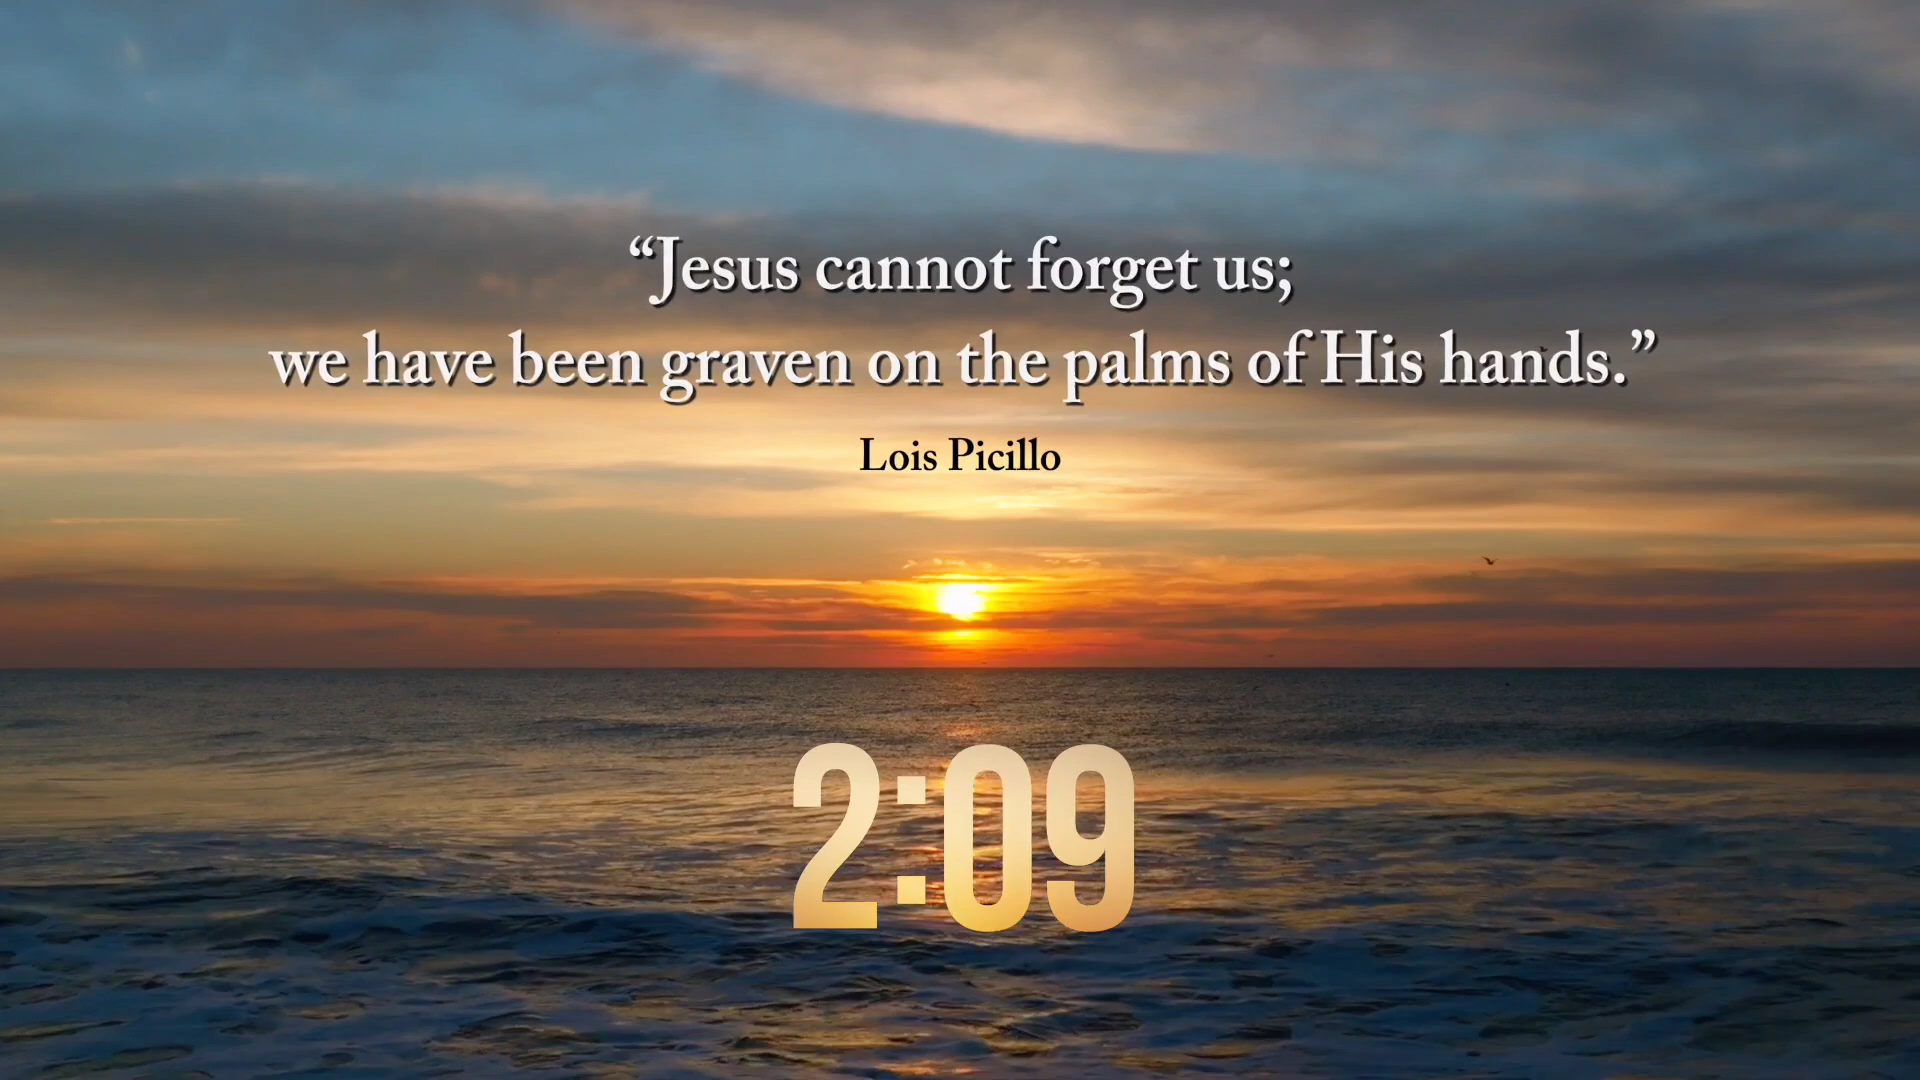 “Jesus cannot forget us;
we have been graven on the palms of His hands.”
Lois Picillo
2:09